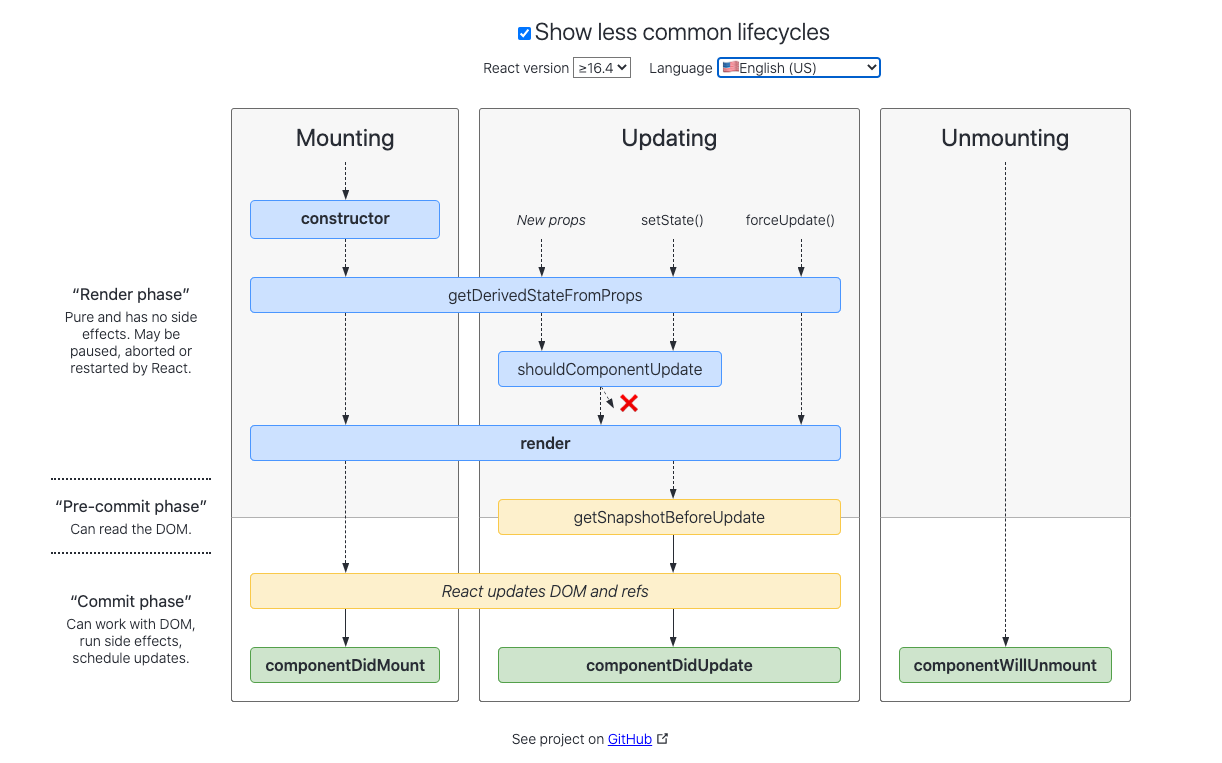 Show less common lifecycles
React version ≥16.4 Language 🇺🇸English (US)
Mounting
Updating
Unmounting
constructor
New props
setState()
forceUpdate()
“Render phase”
Pure and has no side
effects. May be
paused, aborted or
restarted by React.
getDerivedStateFromProps
shouldComponentUpdate
render
“Pre-commit phase”
Can read the DOM.
getSnapshotBeforeUpdate
“Commit phase”
Can work with DOM,
run side effects,
schedule updates.
React updates DOM and refs
componentDidMount
componentDidUpdate
componentWillUnmount
See project on GitHub